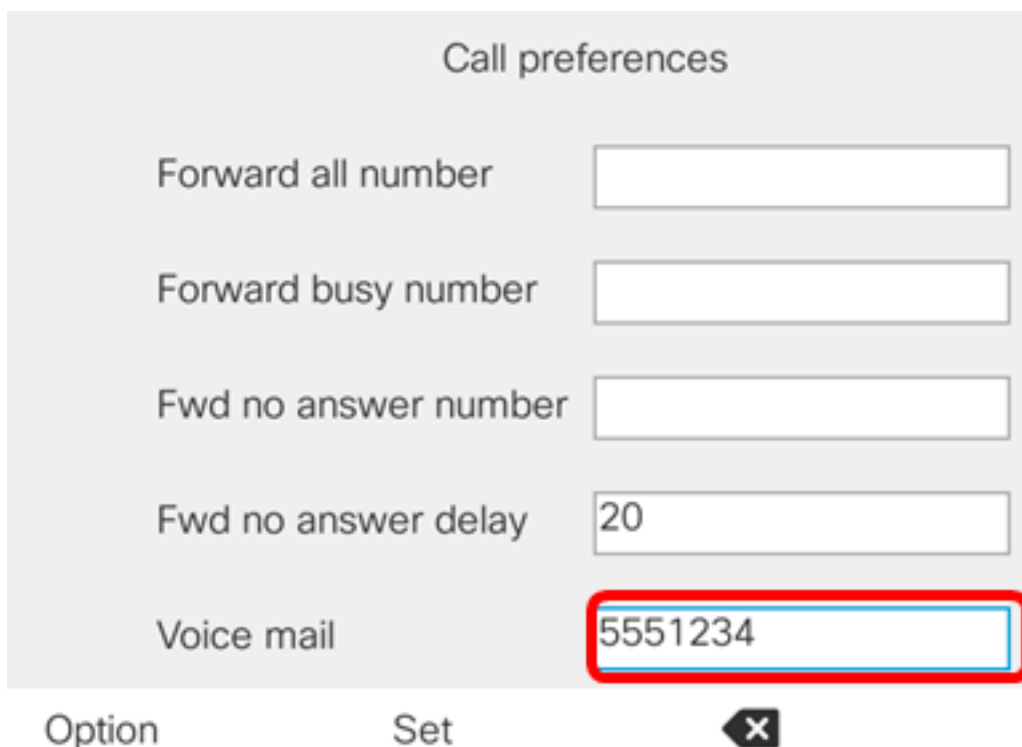 Call preferences
Forward all number
Forward busy number
Fwd no answer number
Fwd no answer delay 20
Voice mail 5551234
Option Set